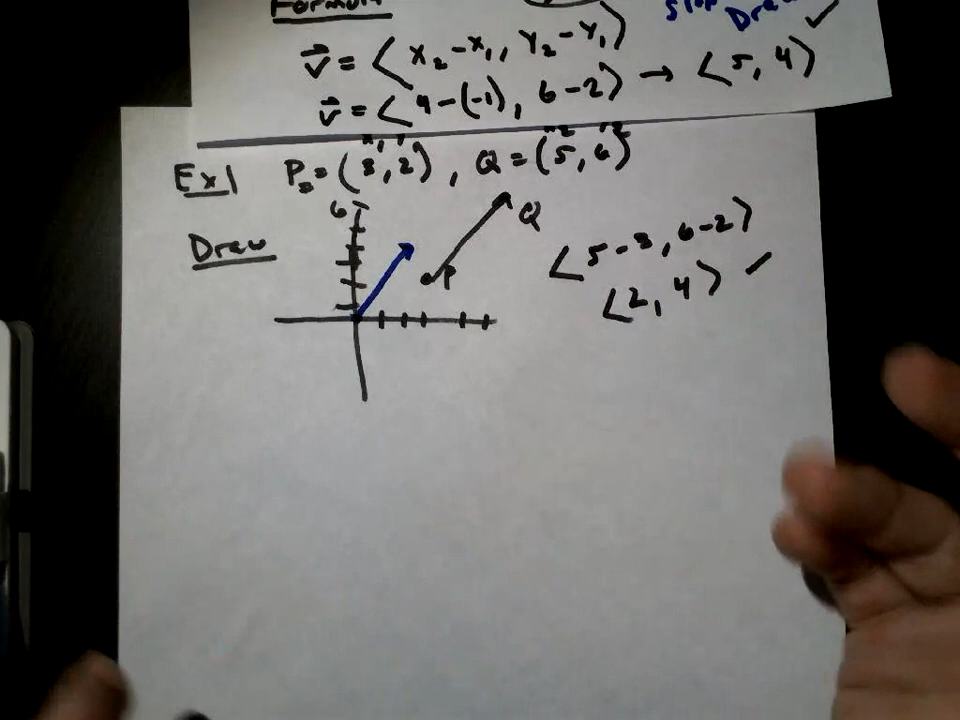 Formula
Draw ✓
v⃗ = ⟨x₂-x₁, y₂-y₁⟩
v⃗ = ⟨4-(-1), 6-2⟩ → ⟨5, 4⟩
Ex1 P = (3, 2), Q = (5, 6)
6
Q
Draw
P
⟨5-3, 6-2⟩
⟨2, 4⟩ ✓